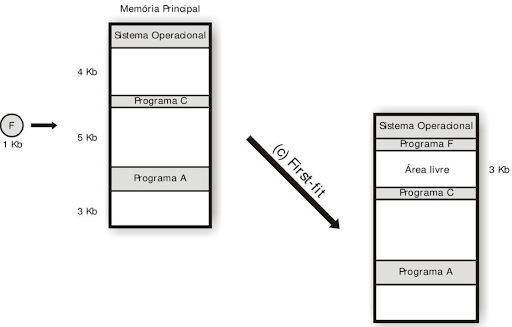 Memória Principal
Sistema Operacional
4 Kb
Programa C
F
1 Kb
5 Kb
Programa A
3 Kb
(c) First-fit
Sistema Operacional
Programa F
Área livre
3 Kb
Programa C
Programa A